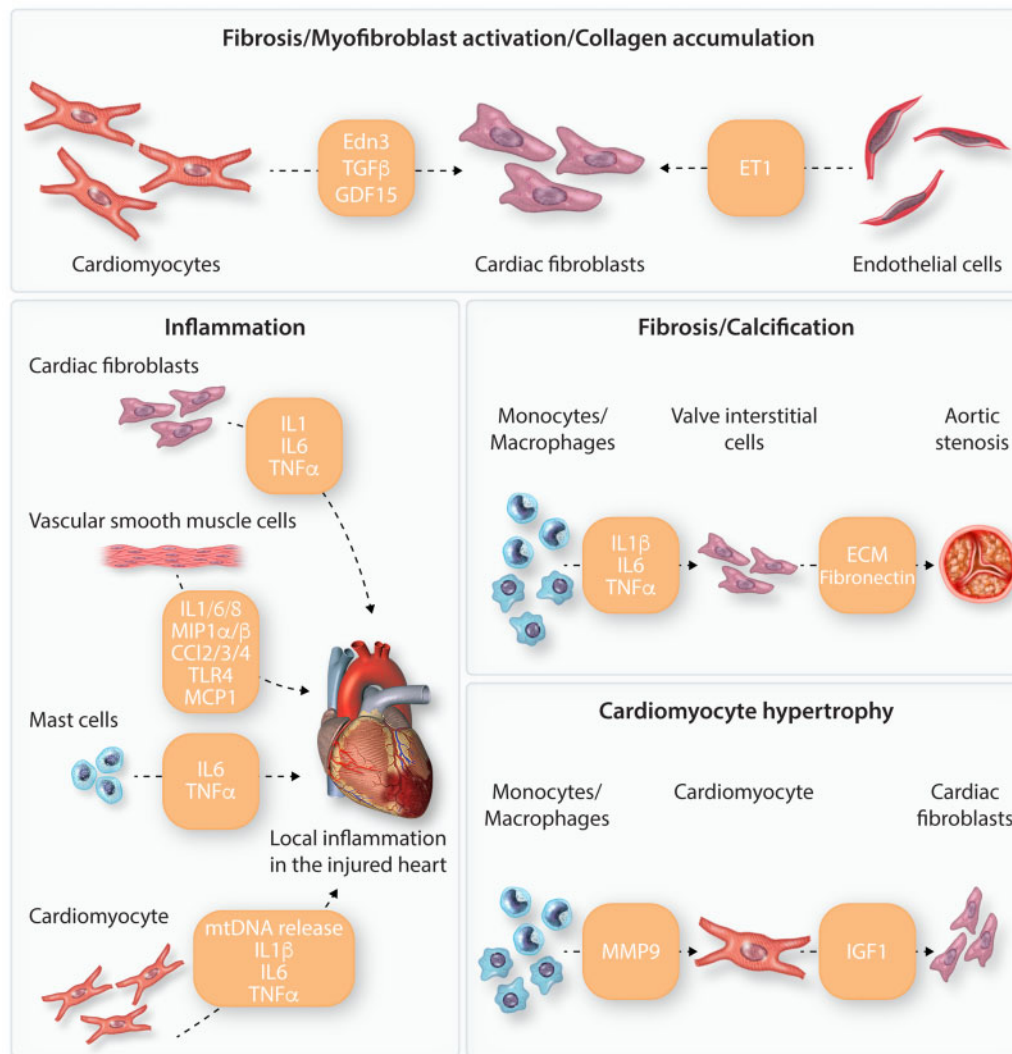 Fibrosis/Myofibroblast activation/Collagen accumulation
Edn3
TGFβ
GDF15
ET1
Cardiomyocytes
Cardiac fibroblasts
Endothelial cells
Inflammation
Cardiac fibroblasts
IL1
IL6
TNFα
Vascular smooth muscle cells
IL1/6/8
MIP1α/β
CCl2/3/4
TLR4
MCP1
Mast cells
IL6
TNFα
Local inflammation
in the injured heart
Cardiomyocyte
mtDNA release
IL1β
IL6
TNFα
Fibrosis/Calcification
Monocytes/
Macrophages
Valve interstitial
cells
Aortic
stenosis
IL1β
IL6
TNFα
ECM
Fibronectin
Cardiomyocyte hypertrophy
Monocytes/
Macrophages
Cardiomyocyte
Cardiac
fibroblasts
MMP9
IGF1